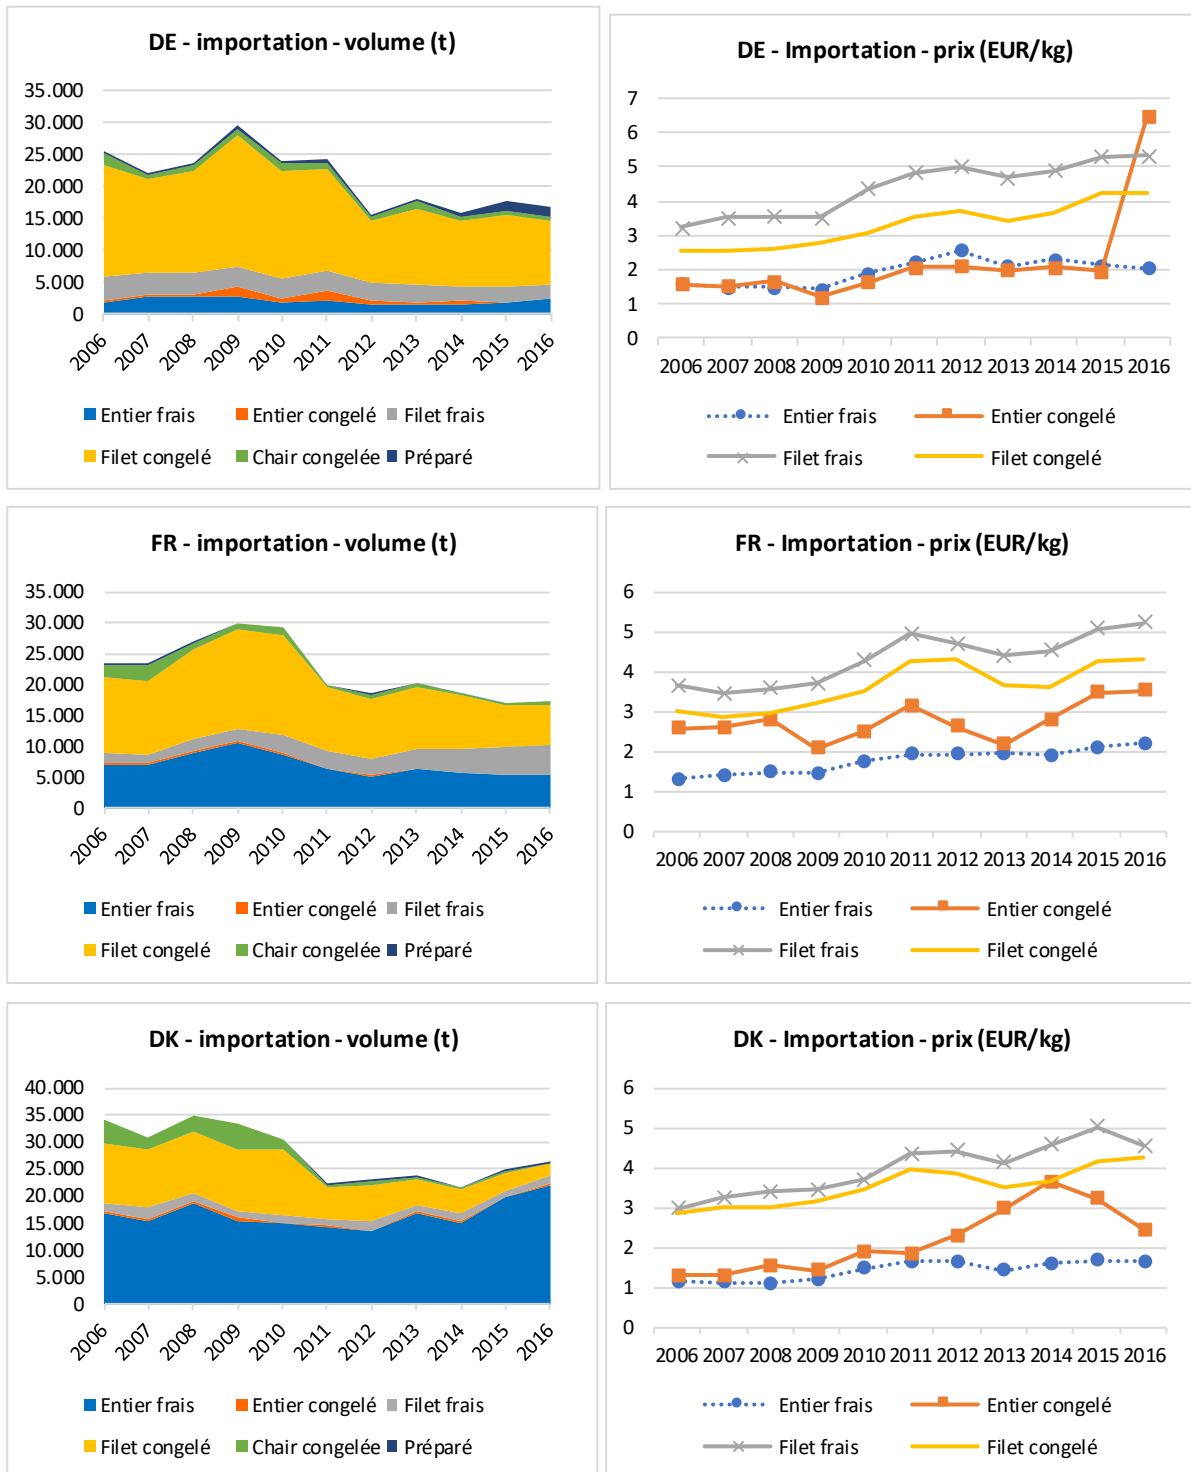 DE - importation - volume (t)
35.000
30.000
25.000
20.000
15.000
10.000
5.000
0
2006 2007 2008 2009 2010 2011 2012 2013 2014 2015 2016
Entier frais Entier congelé Filet frais
Filet congelé Chair congelée Préparé
DE - Importation - prix (EUR/kg)
7
6
5
4
3
2
1
0
2006 2007 2008 2009 2010 2011 2012 2013 2014 2015 2016
Entier frais Entier congelé
Filet frais Filet congelé
FR - importation - volume (t)
35.000
30.000
25.000
20.000
15.000
10.000
5.000
0
2006 2007 2008 2009 2010 2011 2012 2013 2014 2015 2016
Entier frais Entier congelé Filet frais
Filet congelé Chair congelée Préparé
FR - Importation - prix (EUR/kg)
6
5
4
3
2
1
0
2006 2007 2008 2009 2010 2011 2012 2013 2014 2015 2016
Entier frais Entier congelé
Filet frais Filet congelé
DK - importation - volume (t)
40.000
35.000
30.000
25.000
20.000
15.000
10.000
5.000
0
2006 2007 2008 2009 2010 2011 2012 2013 2014 2015 2016
Entier frais Entier congelé Filet frais
Filet congelé Chair congelée Préparé
DK - Importation - prix (EUR/kg)
6
5
4
3
2
1
0
2006 2007 2008 2009 2010 2011 2012 2013 2014 2015 2016
Entier frais Entier congelé
Filet frais Filet congelé